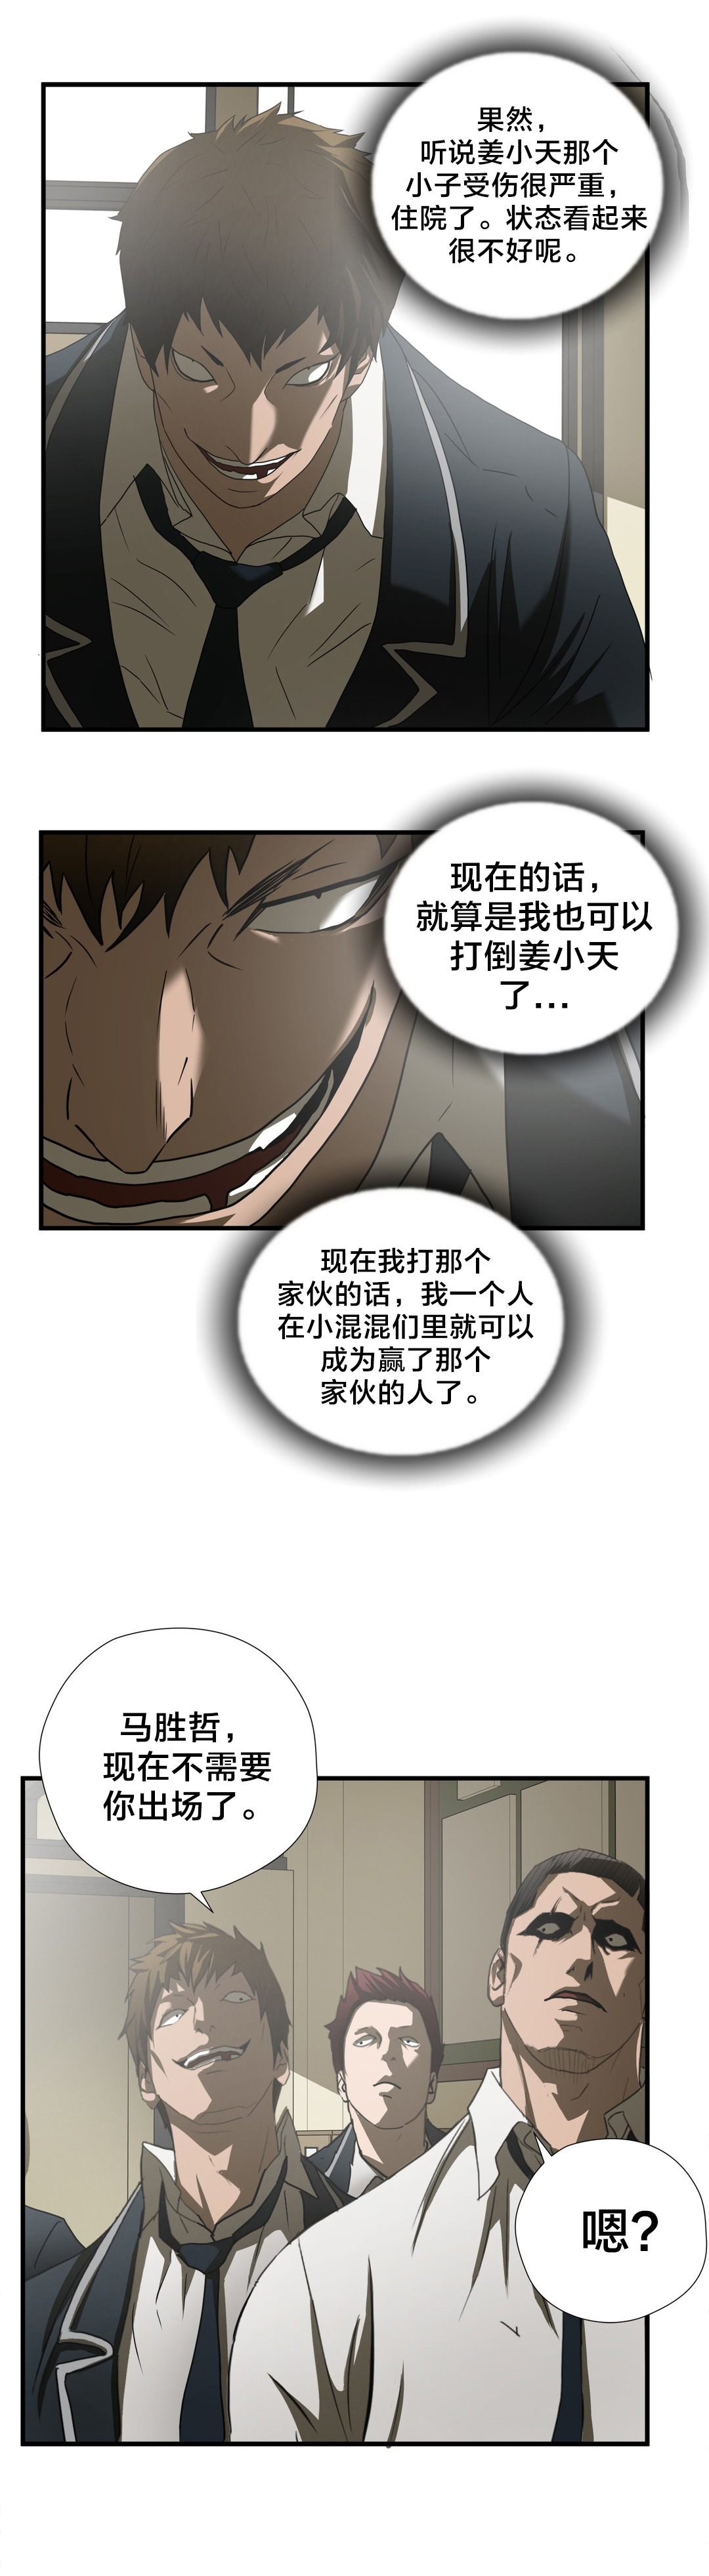 果然，
听说姜小天那个
小子受伤很严重，
住院了。状态看起来
很不好呢。
现在的话，
就算是我也可以
打倒姜小天
了...
现在我打那个
家伙的话，我一个人
在小混混们里就可以
成为赢了那个
家伙的人了。
马胜哲，
现在不需要
你出场了。
嗯?